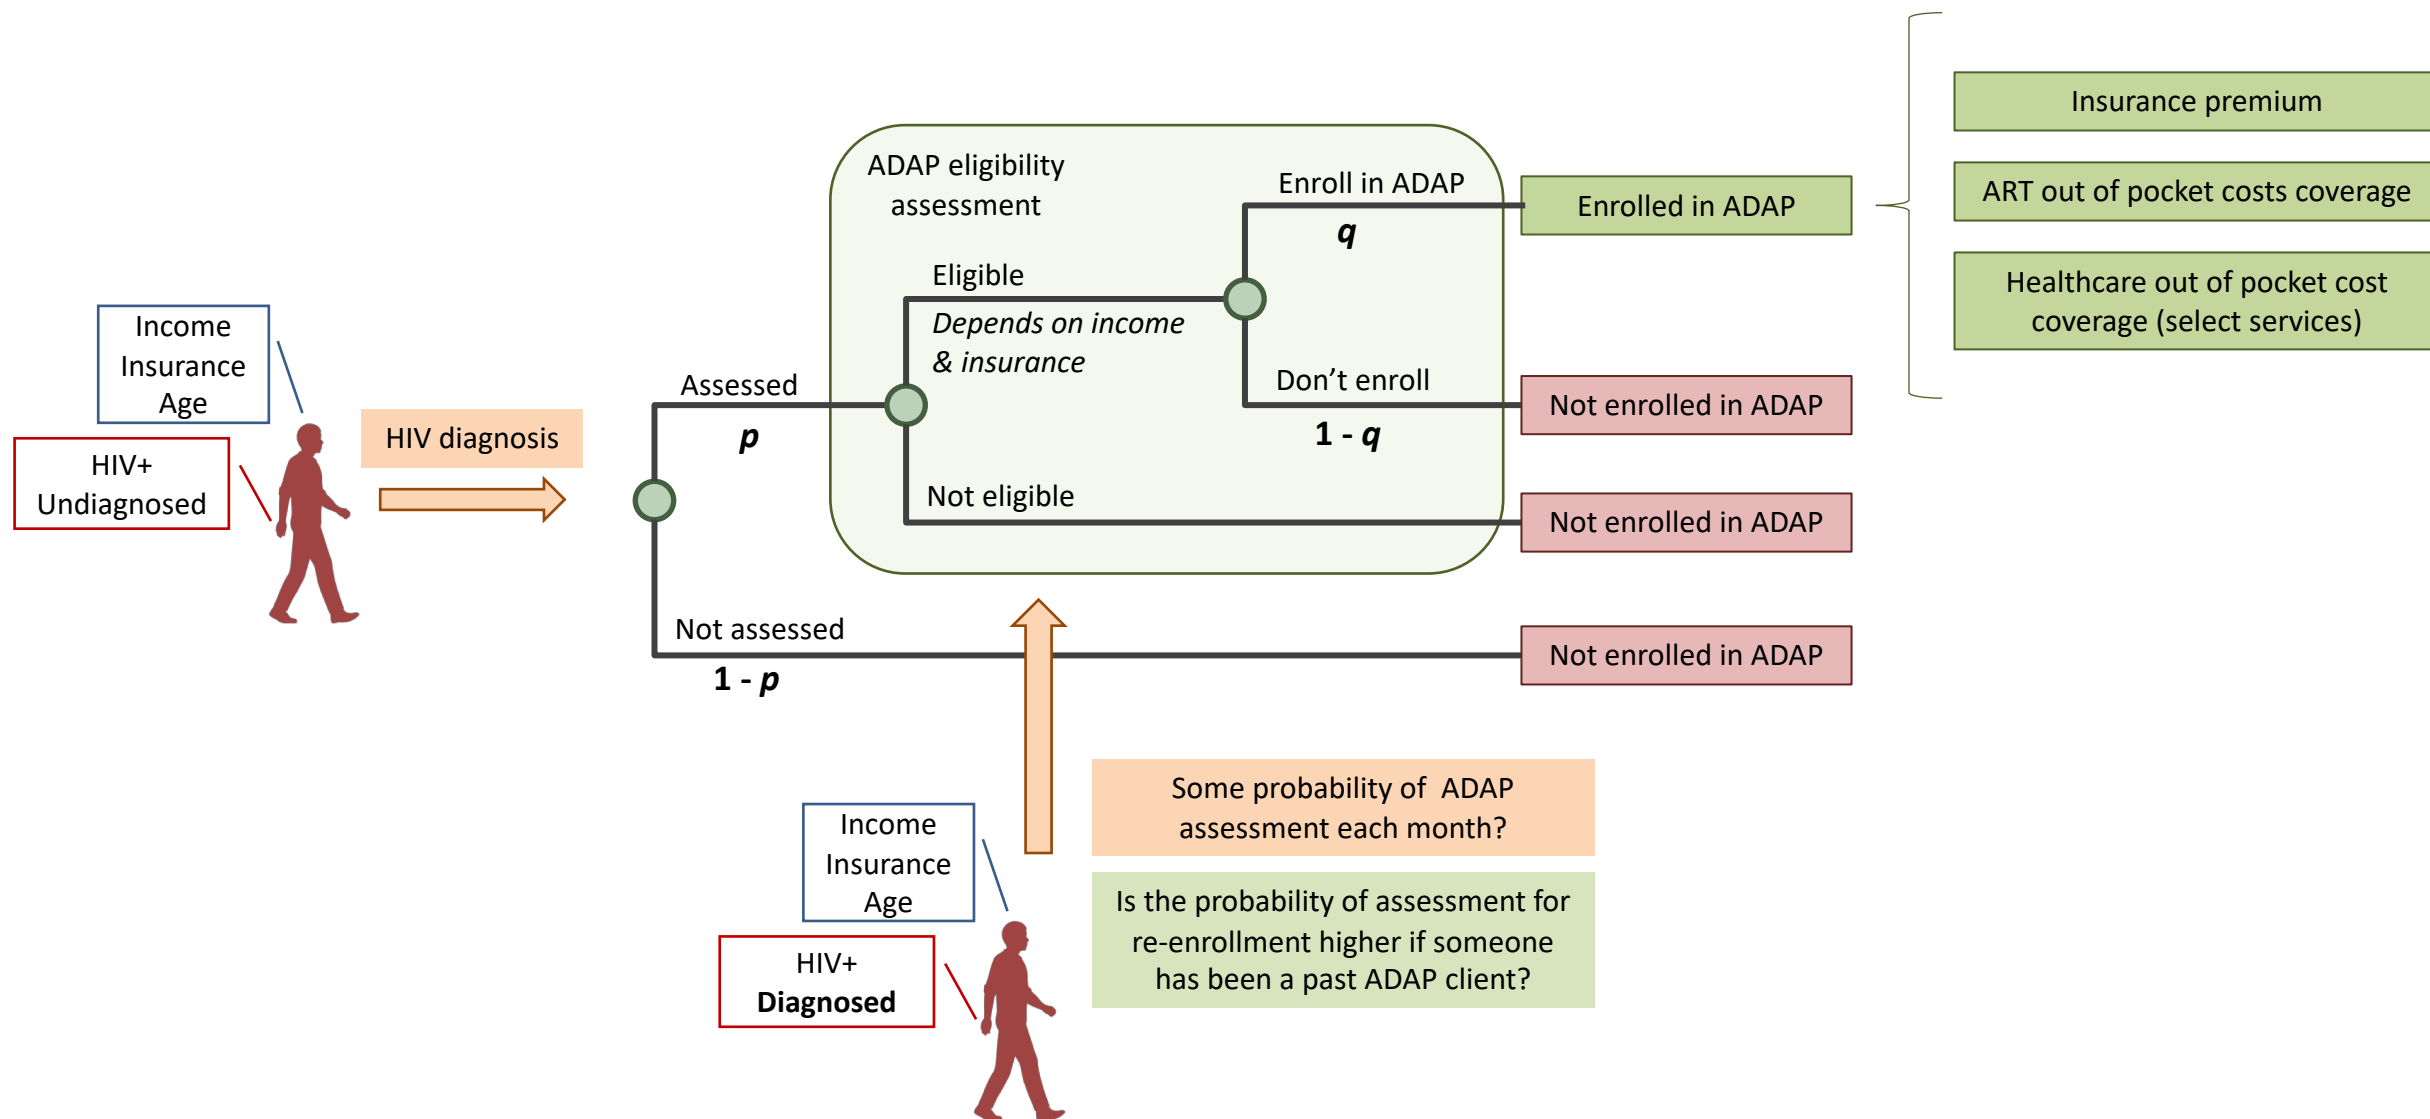 Insurance premium
ADAP eligibility
assessment
Enroll in ADAP
q
Enrolled in ADAP
ART out of pocket costs coverage
Healthcare out of pocket cost
coverage (select services)
Eligible
Depends on income
& insurance
Income
Insurance
Age
HIV+
Undiagnosed
HIV diagnosis
Assessed
p
Don’t enroll
1 - q
Not enrolled in ADAP
Not eligible
Not enrolled in ADAP
Not assessed
1 - p
Not enrolled in ADAP
Some probability of  ADAP
assessment each month?
Income
Insurance
Age
HIV+
Diagnosed
Is the probability of assessment for
re-enrollment higher if someone
has been a past ADAP client?